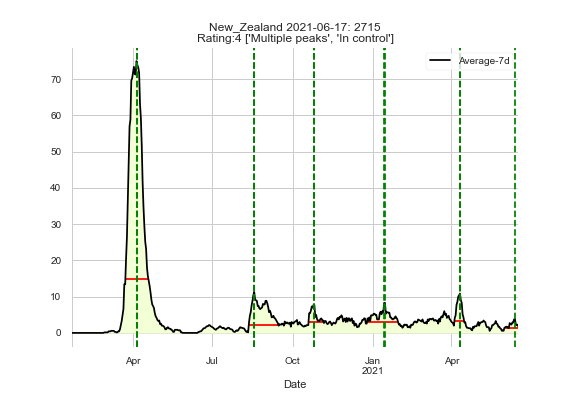 New_Zealand 2021-06-17: 2715
Rating:4 ['Multiple peaks', 'In control']
Average-7d
70
60
50
40
30
20
10
0
Apr
Jul
Oct
Jan
2021
Apr
Date